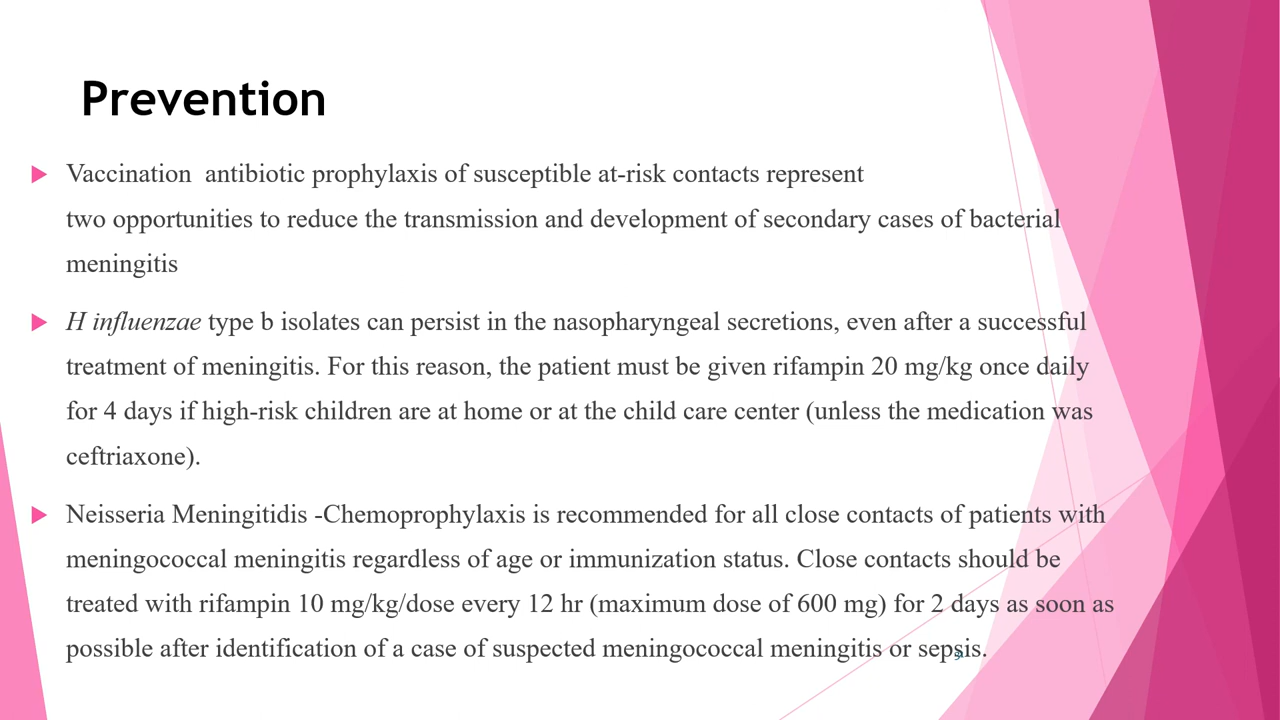 Prevention
Vaccination  antibiotic prophylaxis of susceptible at-risk contacts represent
two opportunities to reduce the transmission and development of secondary cases of bacterial
meningitis
H influenzae type b isolates can persist in the nasopharyngeal secretions, even after a successful
treatment of meningitis. For this reason, the patient must be given rifampin 20 mg/kg once daily
for 4 days if high-risk children are at home or at the child care center (unless the medication was
ceftriaxone).
Neisseria Meningitidis -Chemoprophylaxis is recommended for all close contacts of patients with
meningococcal meningitis regardless of age or immunization status. Close contacts should be
treated with rifampin 10 mg/kg/dose every 12 hr (maximum dose of 600 mg) for 2 days as soon as
possible after identification of a case of suspected meningococcal meningitis or sepsis.